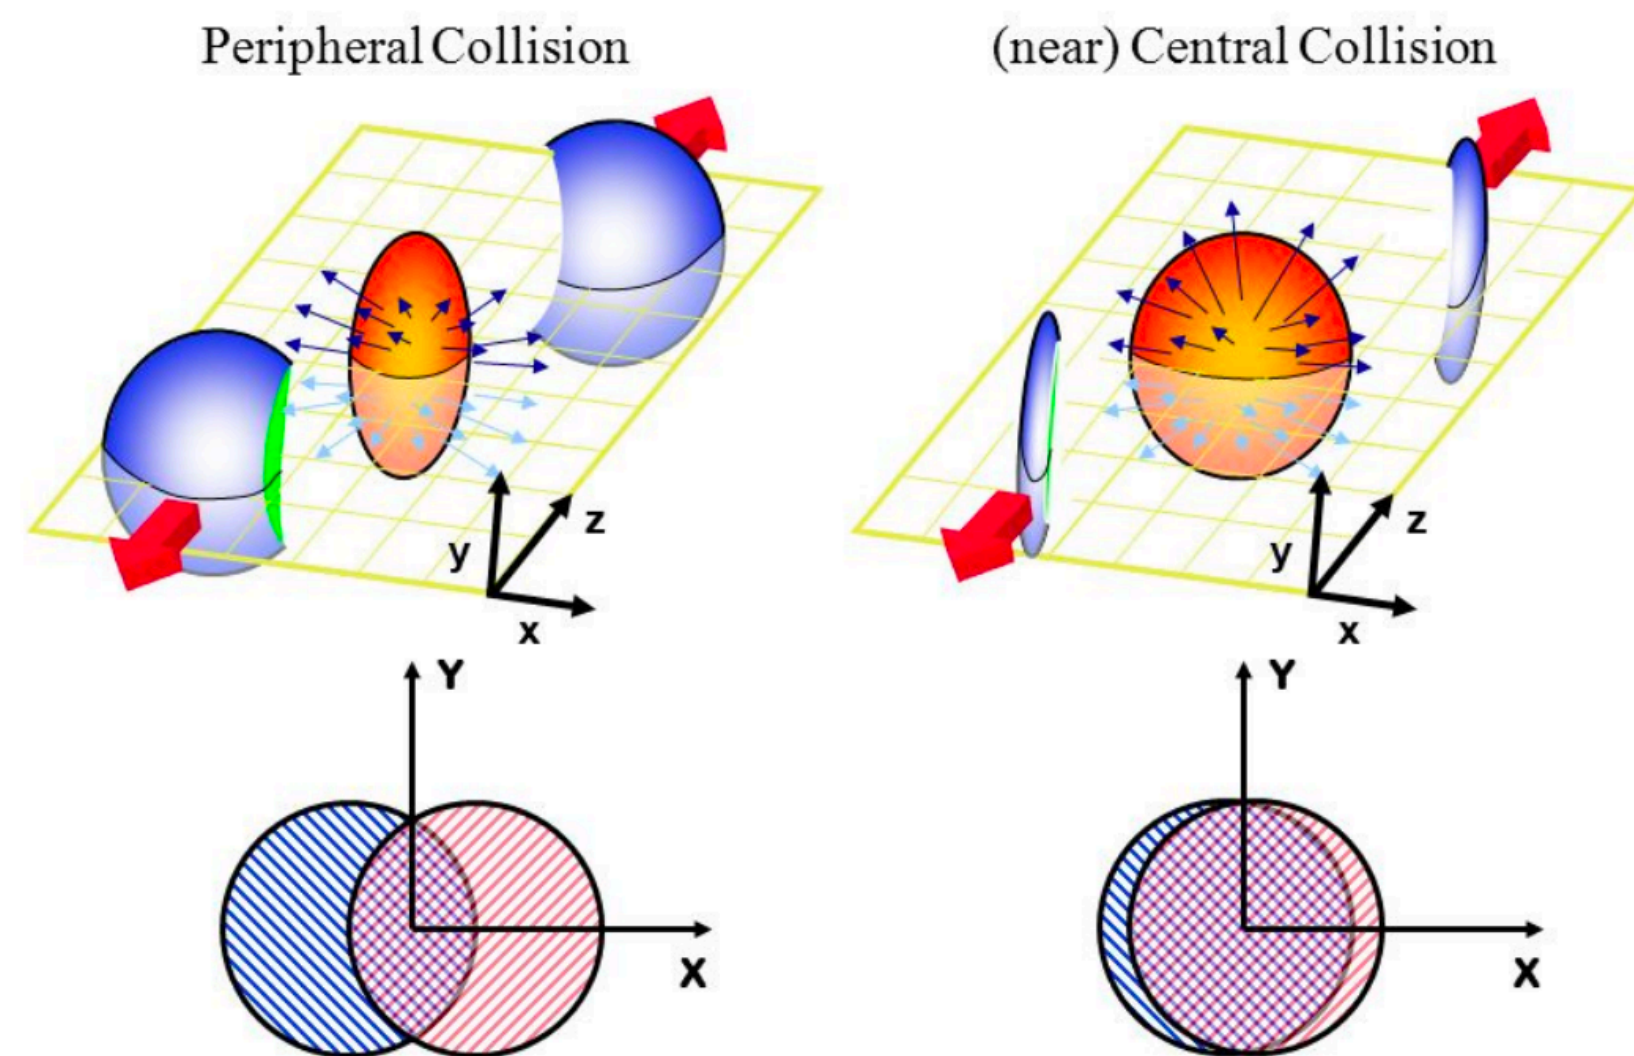 Peripheral Collision
(near) Central Collision
y
z
x
y
z
x
Y
X
Y
X